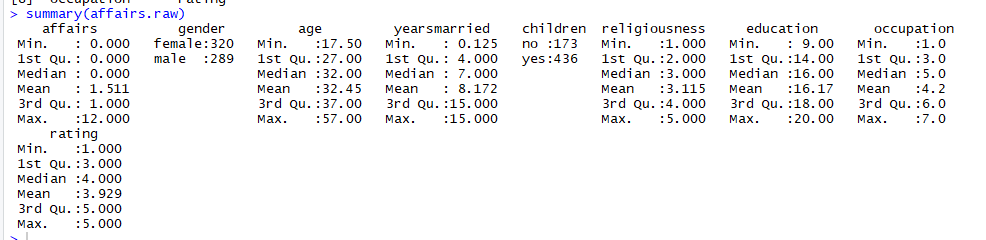 > summary(affairs.raw)
    affairs          gender         age         yearsmarried    children  religiousness    education       occupation
 Min.   : 0.000   female:320   Min.   :17.50   Min.   : 0.125   no :173   Min.   :1.000   Min.   : 9.00   Min.   :1.0
 1st Qu.: 0.000   male  :289   1st Qu.:27.00   1st Qu.: 4.000   yes:436   1st Qu.:2.000   1st Qu.:14.00   1st Qu.:3.0
 Median : 0.000                Median :32.00   Median : 7.000             Median :3.000   Median :16.00   Median :5.0
 Mean   : 1.511                Mean   :32.45   Mean   : 8.172             Mean   :3.115   Mean   :16.17   Mean   :4.2
 3rd Qu.: 1.000                3rd Qu.:37.00   3rd Qu.:15.000             3rd Qu.:4.000   3rd Qu.:18.00   3rd Qu.:6.0
 Max.   :12.000                Max.   :57.00   Max.   :15.000             Max.   :5.000   Max.   :20.00   Max.   :7.0
     rating
 Min.   :1.000
 1st Qu.:3.000
 Median :4.000
 Mean   :3.929
 3rd Qu.:5.000
 Max.   :5.000
>